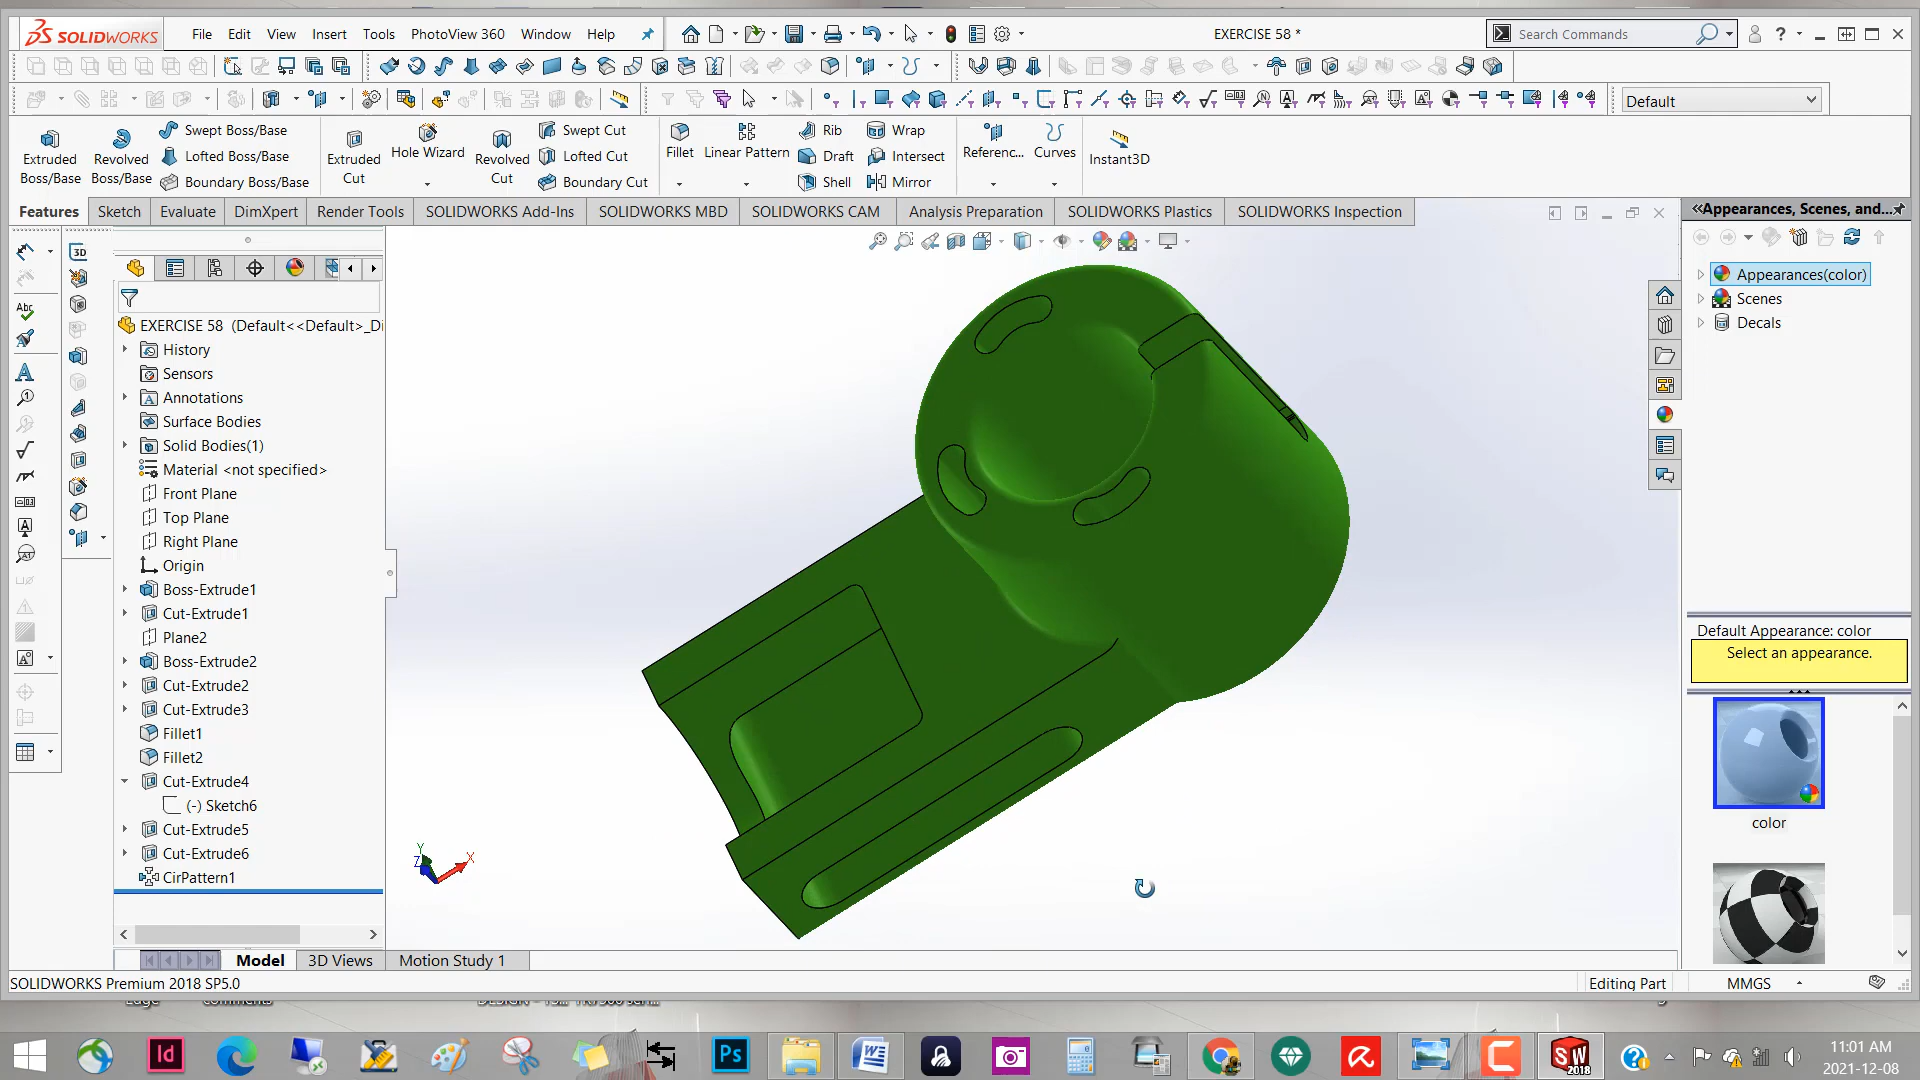 SOLIDWORKS File Edit View Insert Tools PhotoView 360 Window Help EXERCISE 58 * Search Commands
Default
Extruded Boss/Base
Revolved Boss/Base
Swept Boss/Base
Lofted Boss/Base
Boundary Boss/Base
Extruded Cut
Hole Wizard
Revolved Cut
Swept Cut
Lofted Cut
Boundary Cut
Fillet
Linear Pattern
Rib
Draft
Shell
Wrap
Intersect
Mirror
Referenc...
Curves
Instant3D
Features Sketch Evaluate DimXpert Render Tools SOLIDWORKS Add-Ins SOLIDWORKS MBD SOLIDWORKS CAM Analysis Preparation SOLIDWORKS Plastics SOLIDWORKS Inspection
EXERCISE 58 (Default<<Default>_Di
History
Sensors
Annotations
Surface Bodies
Solid Bodies(1)
Material <not specified>
Front Plane
Top Plane
Right Plane
Origin
Boss-Extrude1
Cut-Extrude1
Plane2
Boss-Extrude2
Cut-Extrude2
Cut-Extrude3
Fillet1
Fillet2
Cut-Extrude4
(-) Sketch6
Cut-Extrude5
Cut-Extrude6
CirPattern1
Y
Z
X
Appearances, Scenes, and...
Appearances(color)
Scenes
Decals
Default Appearance: color
Select an appearance.
color
Model 3D Views Motion Study 1
SOLIDWORKS Premium 2018 SP5.0 Editing Part MMGS
11:01 AM
2021-12-08